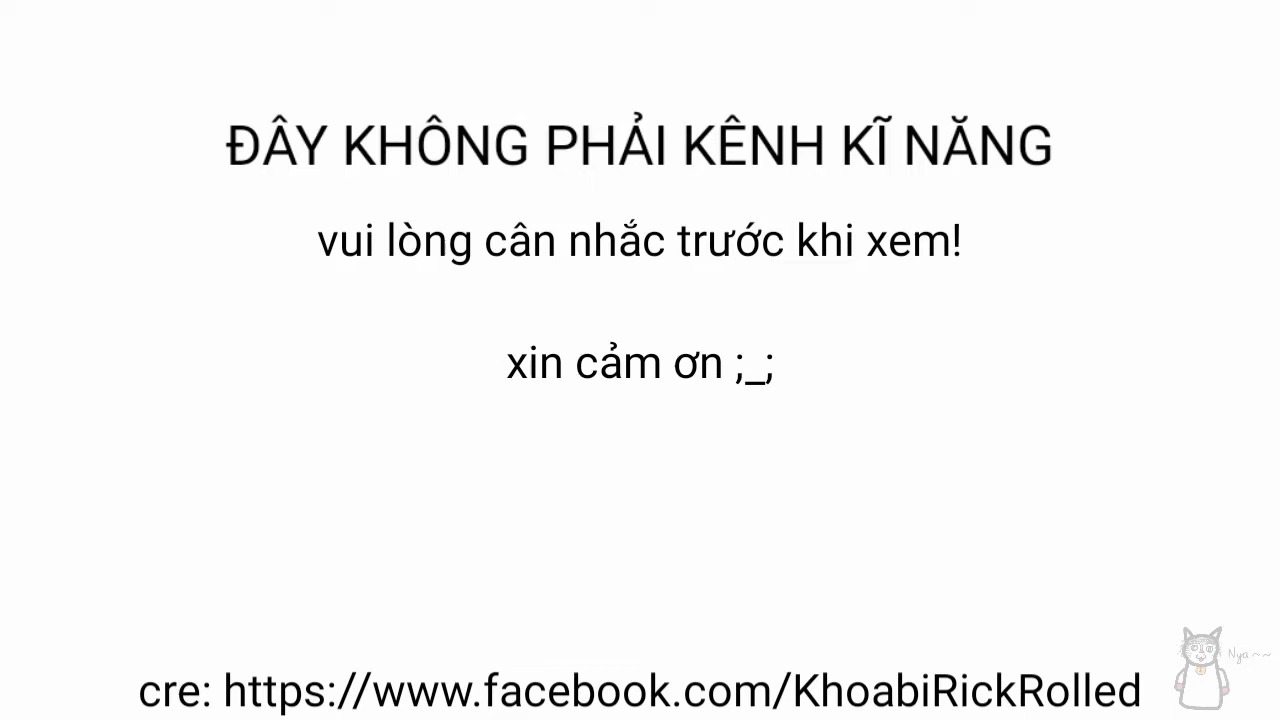 ĐÂY KHÔNG PHẢI KÊNH KĨ NĂNG
vui lòng cân nhắc trước khi xem!
xin cảm ơn ;_;
Nya~~
cre: https://www.facebook.com/KhoabiRickRolled